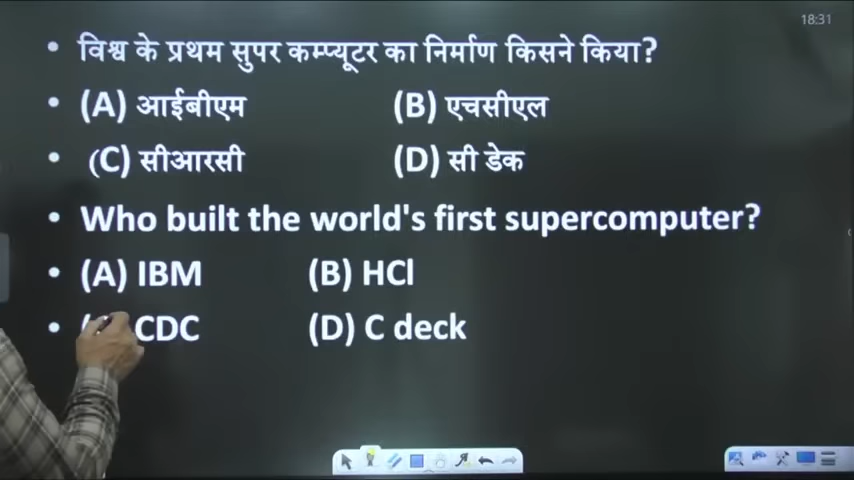 18:31
• विश्व के प्रथम सुपर कम्प्यूटर का निर्माण किसने किया?
• (A) आईबीएम (B) एचसीएल
• (C) सीआरसी (D) सी डेक
• Who built the world's first supercomputer?
• (A) IBM (B) HCl
• CDC (D) C deck